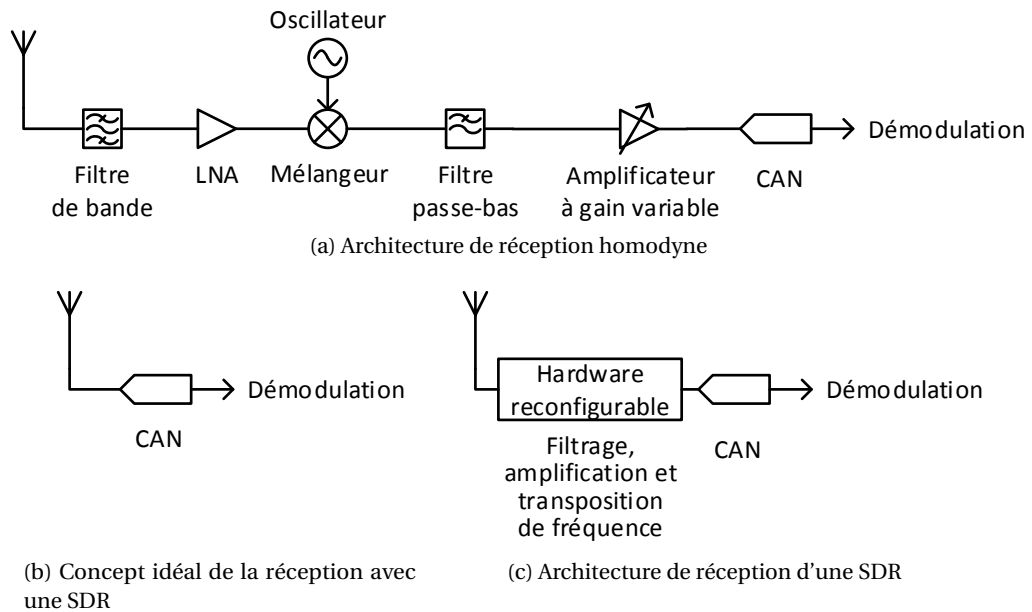 Oscillateur
Démodulation
Filtre
de bande
LNA
Mélangeur
Filtre
passe-bas
Amplificateur
à gain variable
CAN
(a) Architecture de réception homodyne
Démodulation
CAN
Hardware
reconfigurable
Démodulation
Filtrage,
amplification et
transposition
de fréquence
CAN
(b) Concept idéal de la réception avec
une SDR
(c) Architecture de réception d'une SDR